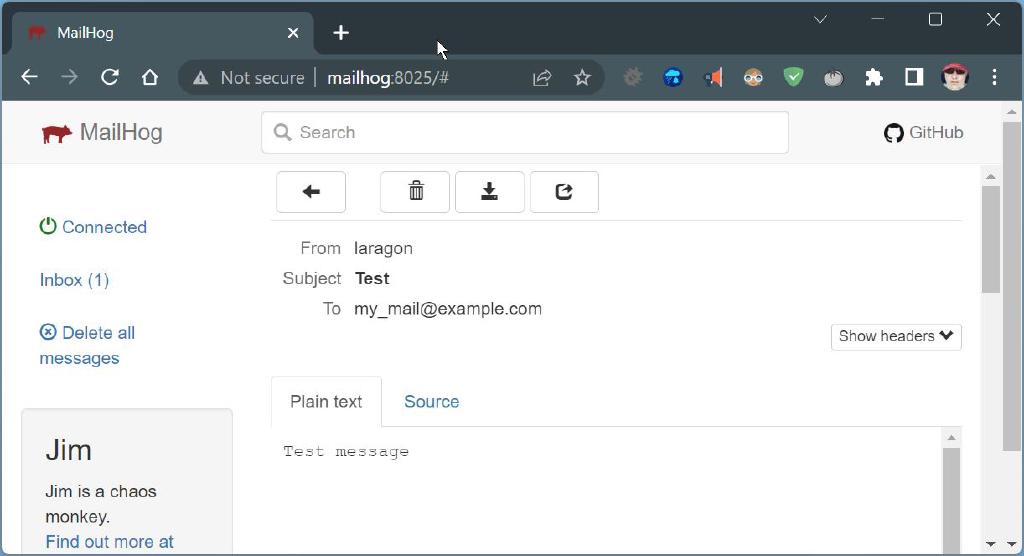 MailHog
Not secure mailhog:8025/#
MailHog
Search
GitHub
Connected
Inbox (1)
Delete all
messages
From laragon
Subject Test
To my_mail@example.com
Show headers
Plain text Source
Test message
Jim
Jim is a chaos
monkey.
Find out more at